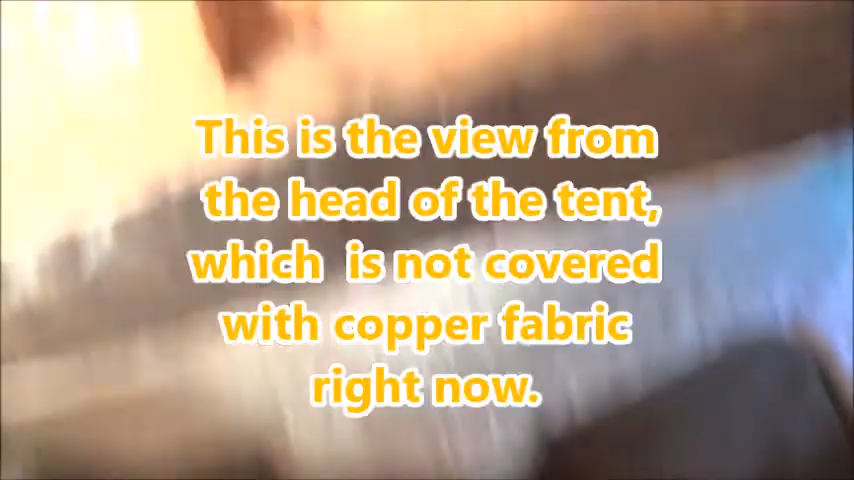 This is the view from
the head of the tent,
which  is not covered
with copper fabric
right now.